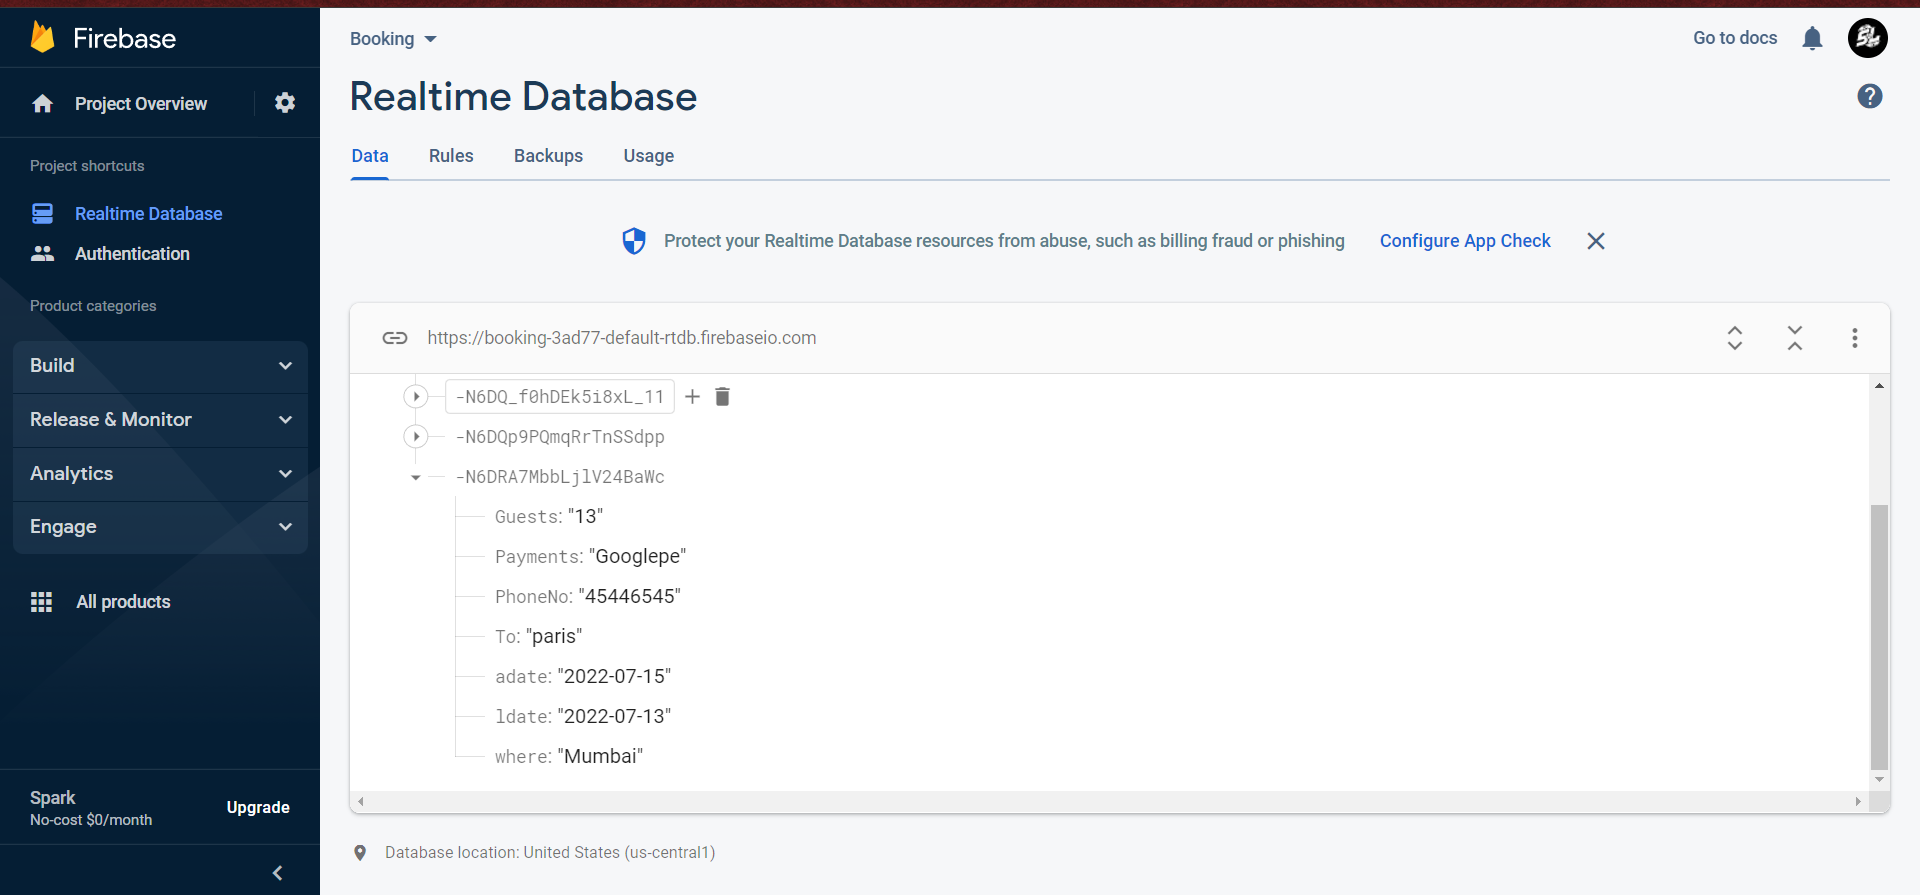 Firebase
Project Overview
Project shortcuts
Realtime Database
Authentication
Product categories
Build
Release & Monitor
Analytics
Engage
All products
Spark
No-cost $0/month
Upgrade
Booking
Go to docs
Realtime Database
Data Rules Backups Usage
Protect your Realtime Database resources from abuse, such as billing fraud or phishing Configure App Check
https://booking-3ad77-default-rtdb.firebaseio.com
-N6DQ_f0hDEk5i8xL_11
-N6DQp9PQmqRrTnSSdpp
-N6DRA7MbbLjlV24BaWc
Guests: "13"
Payments: "Googlepe"
PhoneNo: "45446545"
To: "paris"
adate: "2022-07-15"
ldate: "2022-07-13"
where: "Mumbai"
Database location: United States (us-central1)